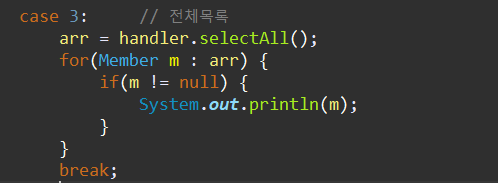 case 3:		// 전체목록
	arr = handler.selectAll();
	for(Member m : arr) {
		if(m != null) {
			System.out.println(m);
		}
	}
	break;